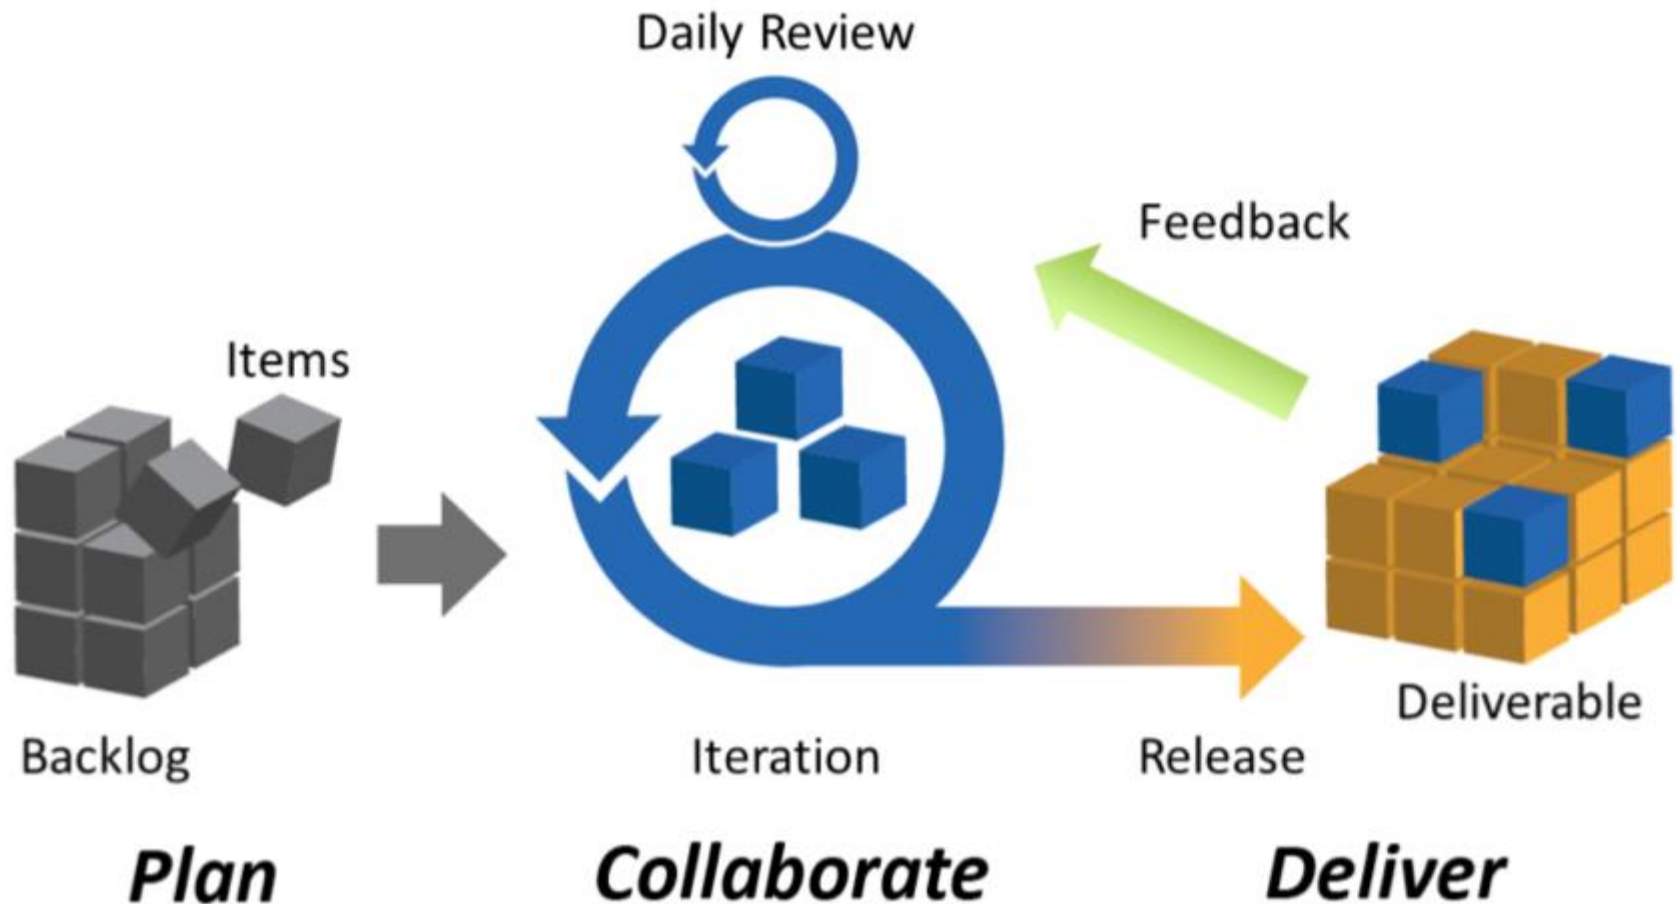 Daily Review
Feedback
Items
Deliverable
Backlog
Iteration
Release
Plan
Collaborate
Deliver